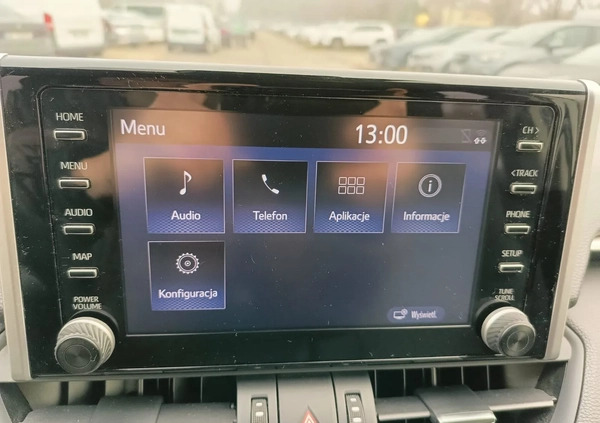 HOME
MENU
AUDIO
MAP
POWER
VOLUME
Menu
13:00
Audio
Telefon
Aplikacje
Informacje
Konfiguracja
Wyświetl.
CH >
< TRACK
PHONE
SETUP
TUNE
SCROLL